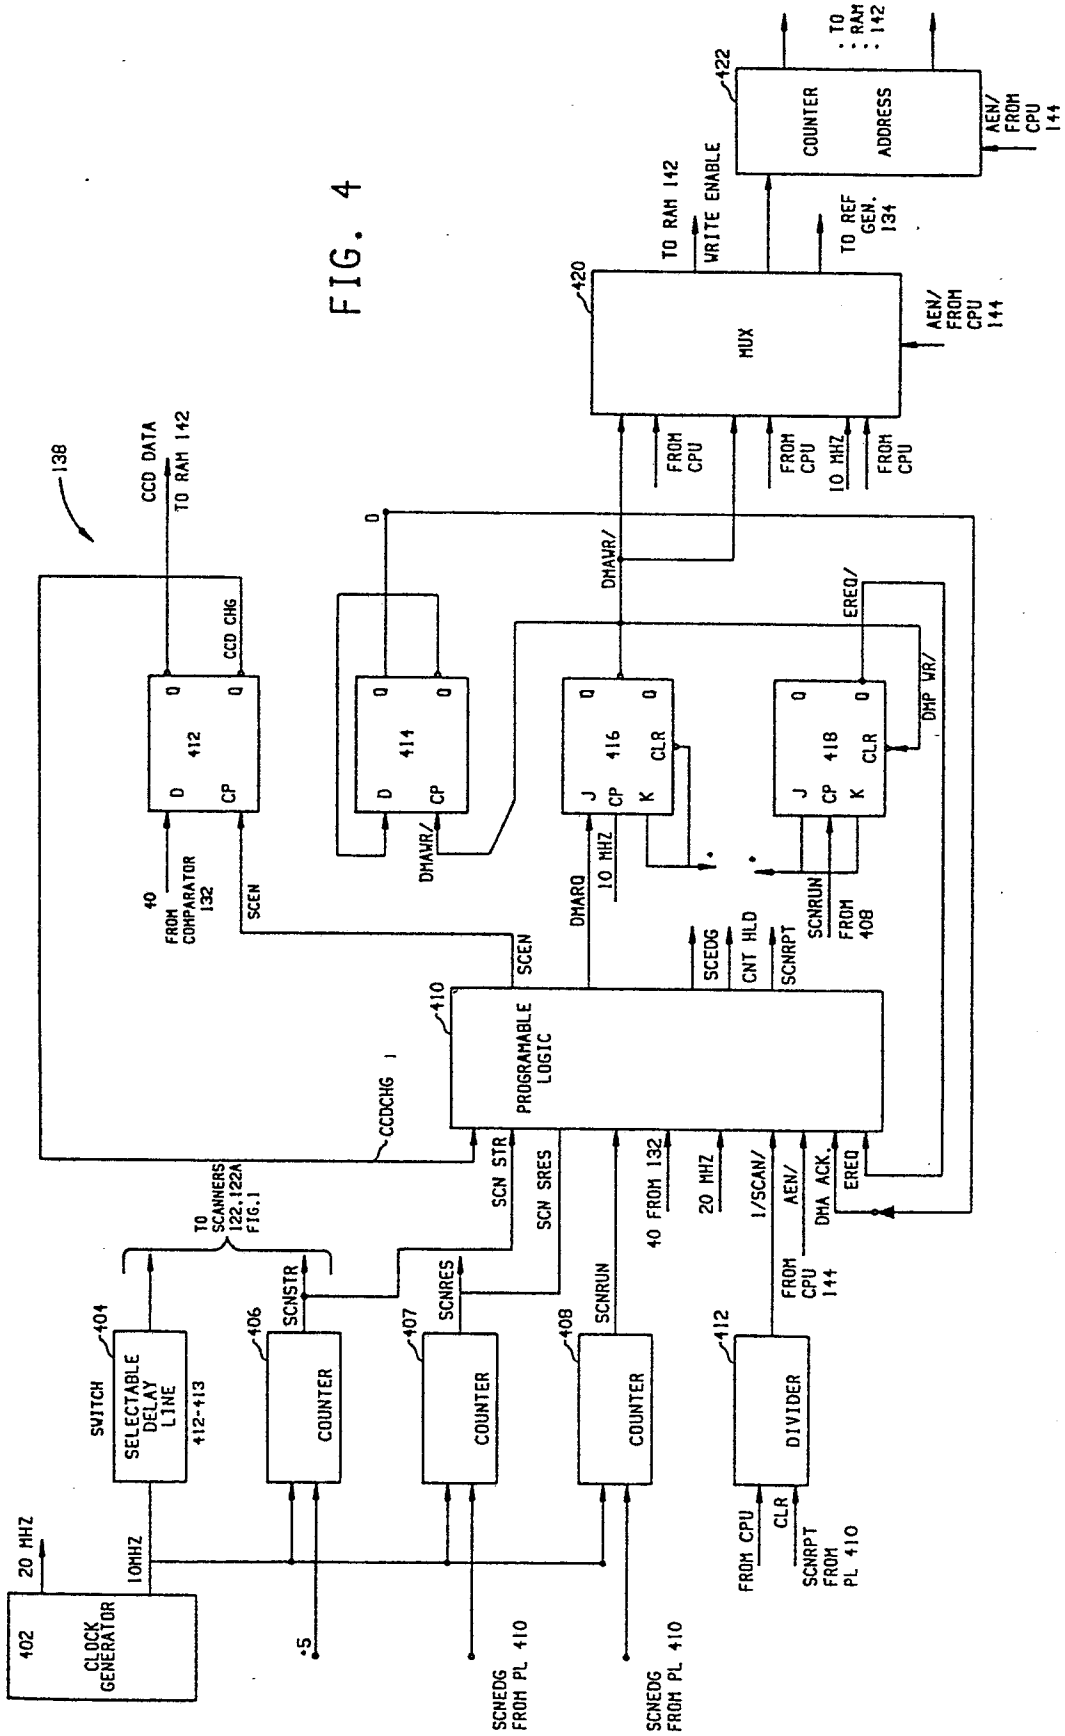 FIG. 4
138
402
CLOCK
GENERATOR
20 MHZ
10MHZ
SWITCH
404
SELECTABLE
DELAY
LINE
412-413
TO
SCANNERS
122,122A
FIG.1
406
COUNTER
SCNSTR
407
COUNTER
SCNRES
408
COUNTER
SCNRUN
412
DIVIDER
SCNEDG
FROM PL 410
SCNEDG
FROM PL 410
FROM CPU
CLR
SCNRPT
FROM
PL 410
CCDCHG 1
SCN STR
SCN SRES
40 FROM 132
20 MHZ
1/SCAN/
AEN/
FROM
CPU
144
DMA ACK.
EREQ
410
PROGRAMABLE
LOGIC
SCEN
DMARQ
SCEDG
CNT HLD
SCNRPT
40
FROM
COMPARATOR
132
SCEN
D
CP
412
Q
Q
CCD DATA
TO RAM 142
CCD CHG
D
CP
414
Q
Q
DMAWR/
Q
10 MHZ
J
CP
K
416
CLR
Q
Q
DMAWR/
SCNRUN
FROM
408
J
CP
K
418
CLR
Q
Q
EREQ/
DMP WR/
FROM
CPU
FROM
CPU
10 MHZ
FROM
CPU
420
MUX
AEN/
FROM
CPU
144
TO RAM 142
WRITE ENABLE
TO REF
GEN.
134
422
COUNTER
ADDRESS
AEN/
FROM
CPU
144
TO
RAM
142